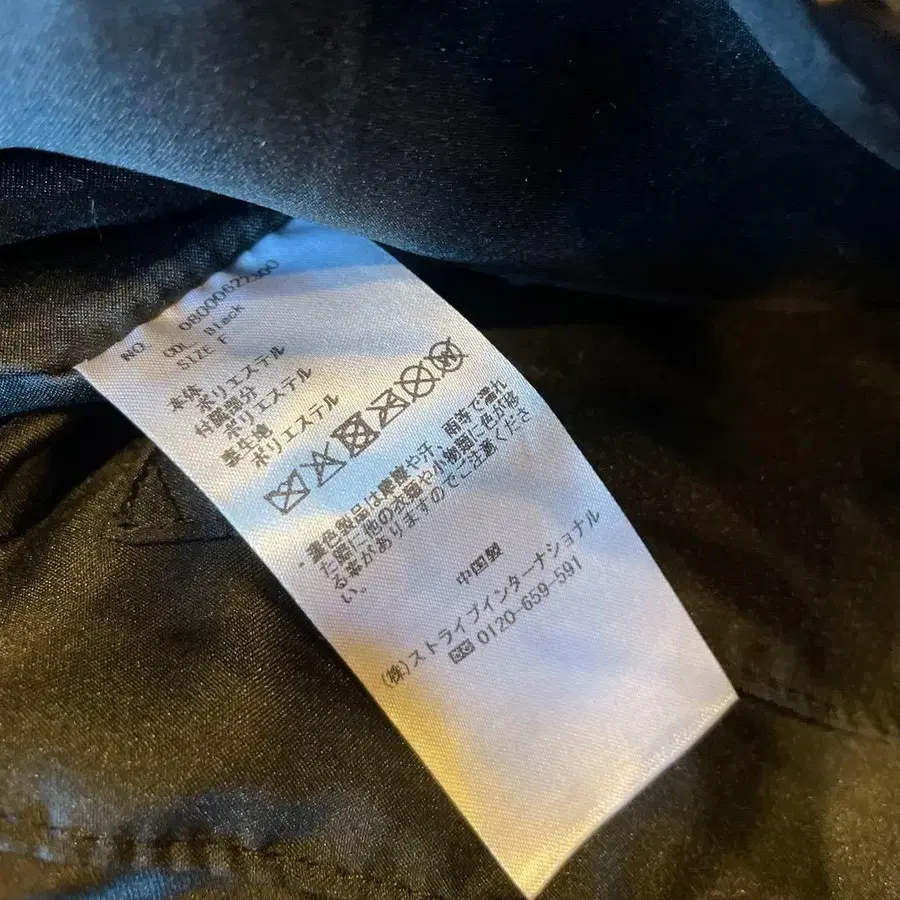 NO. 08000622300
COL. Black
SIZE F
本体
ポリエステル
付属部分
ポリエステル
裏生地
ポリエステル
・濃色製品は摩擦や汗、雨等で濡れ
た際に他の衣類や小物類に色が移
る事がありますのでご注意くださ
い。
中国製
(株)ストライプインターナショナル
0120-659-591